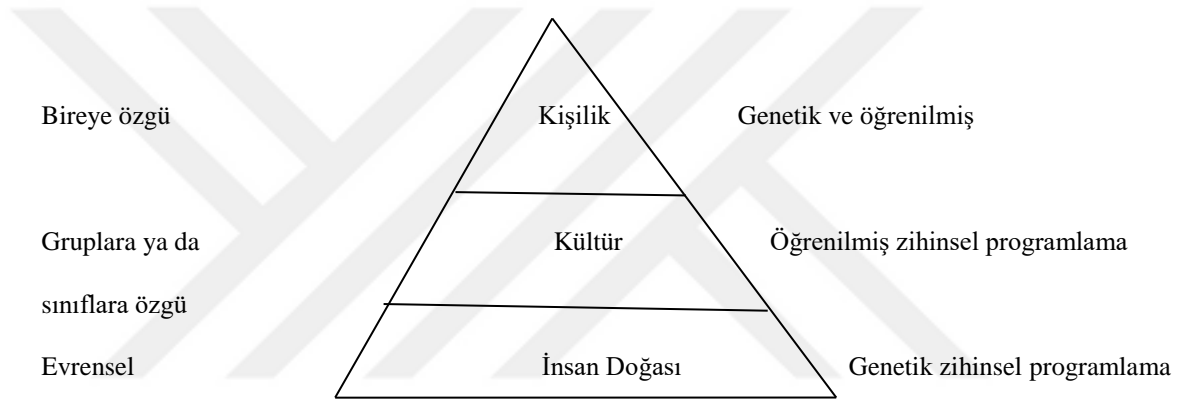 Bireye özgü Kişilik Genetik ve öğrenilmiş
Gruplara ya da Kültür Öğrenilmiş zihinsel programlama
sınıflara özgü
Evrensel İnsan Doğası Genetik zihinsel programlama